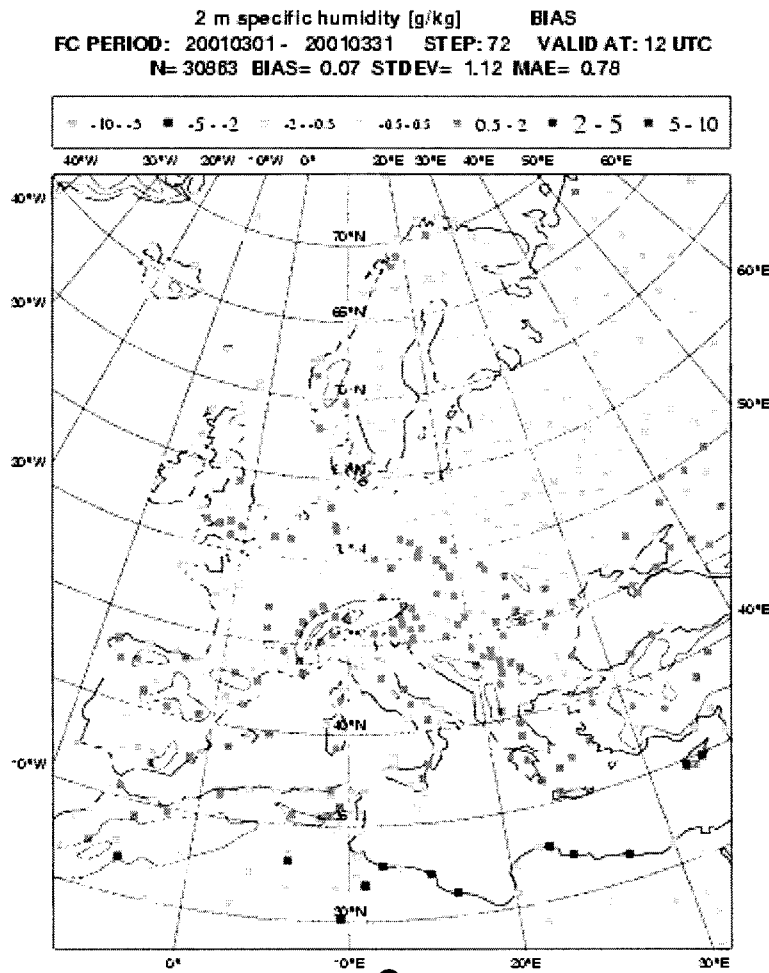 2 m specific humidity [g/kg] BIAS
FC PERIOD: 20010301 - 20010331 STEP: 72 VALID AT: 12 UTC
N= 30863 BIAS= 0.07 STDEV= 1.12 MAE= 0.78
-10--5 -5--2 -2--0.5 -0.5-0.5 0.5-2 2-5 5-10
40°W 30°W 20°W 10°W 0° 20°E 30°E 40°E 50°E 60°E
40°W
70°N
60°E
30°W
65°N
50°E
20°W
40°E
40°N
10°W
30°N
0° 10°E 20°E 30°E